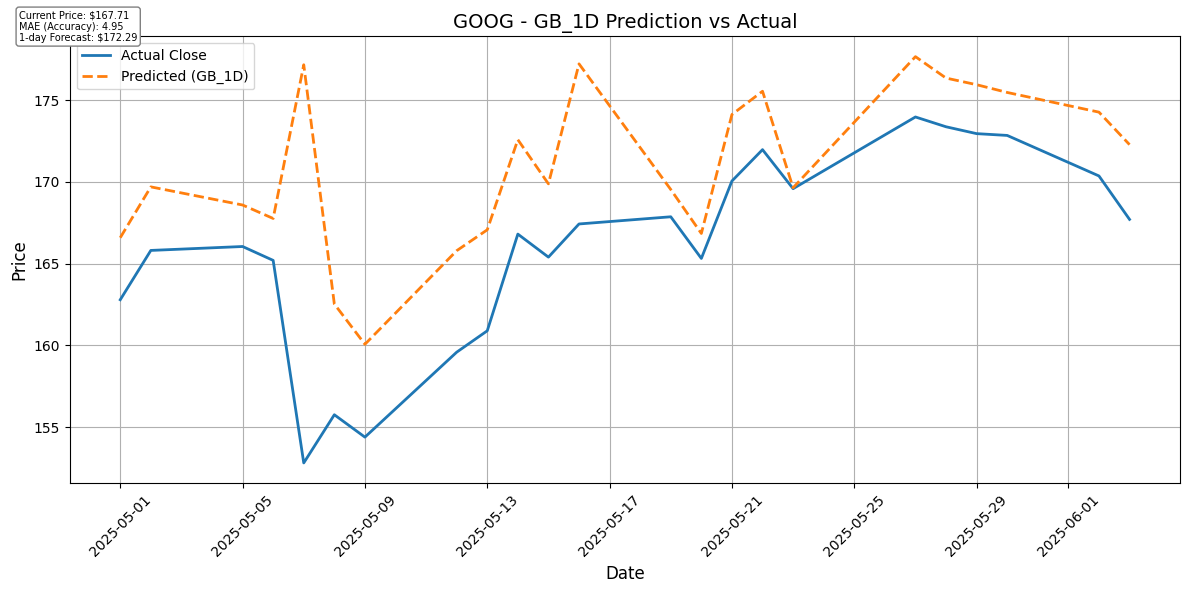 GOOG - GB_1D Prediction vs Actual
Current Price: $167.71
MAE (Accuracy): 4.95
1-day Forecast: $172.29
Actual Close
Predicted (GB_1D)
Price
175
170
165
160
155
2025-05-01
2025-05-05
2025-05-09
2025-05-13
2025-05-17
2025-05-21
2025-05-25
2025-05-29
2025-06-01
Date